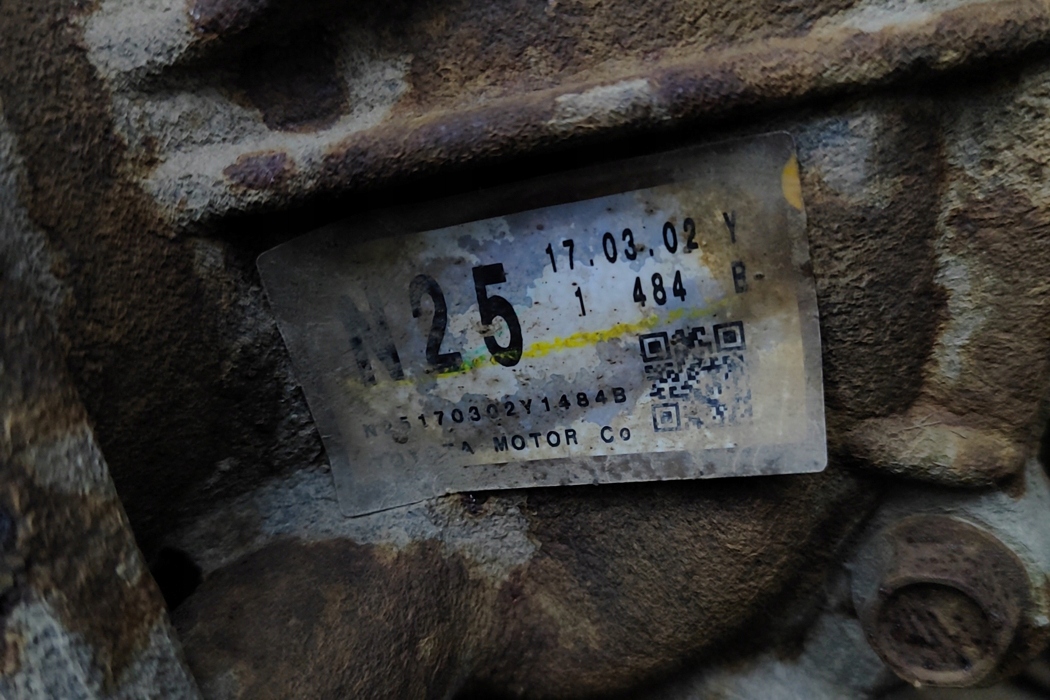 17.03.02 Y
N25 1 484 B-
N25170302Y1484B
MOTOR Co